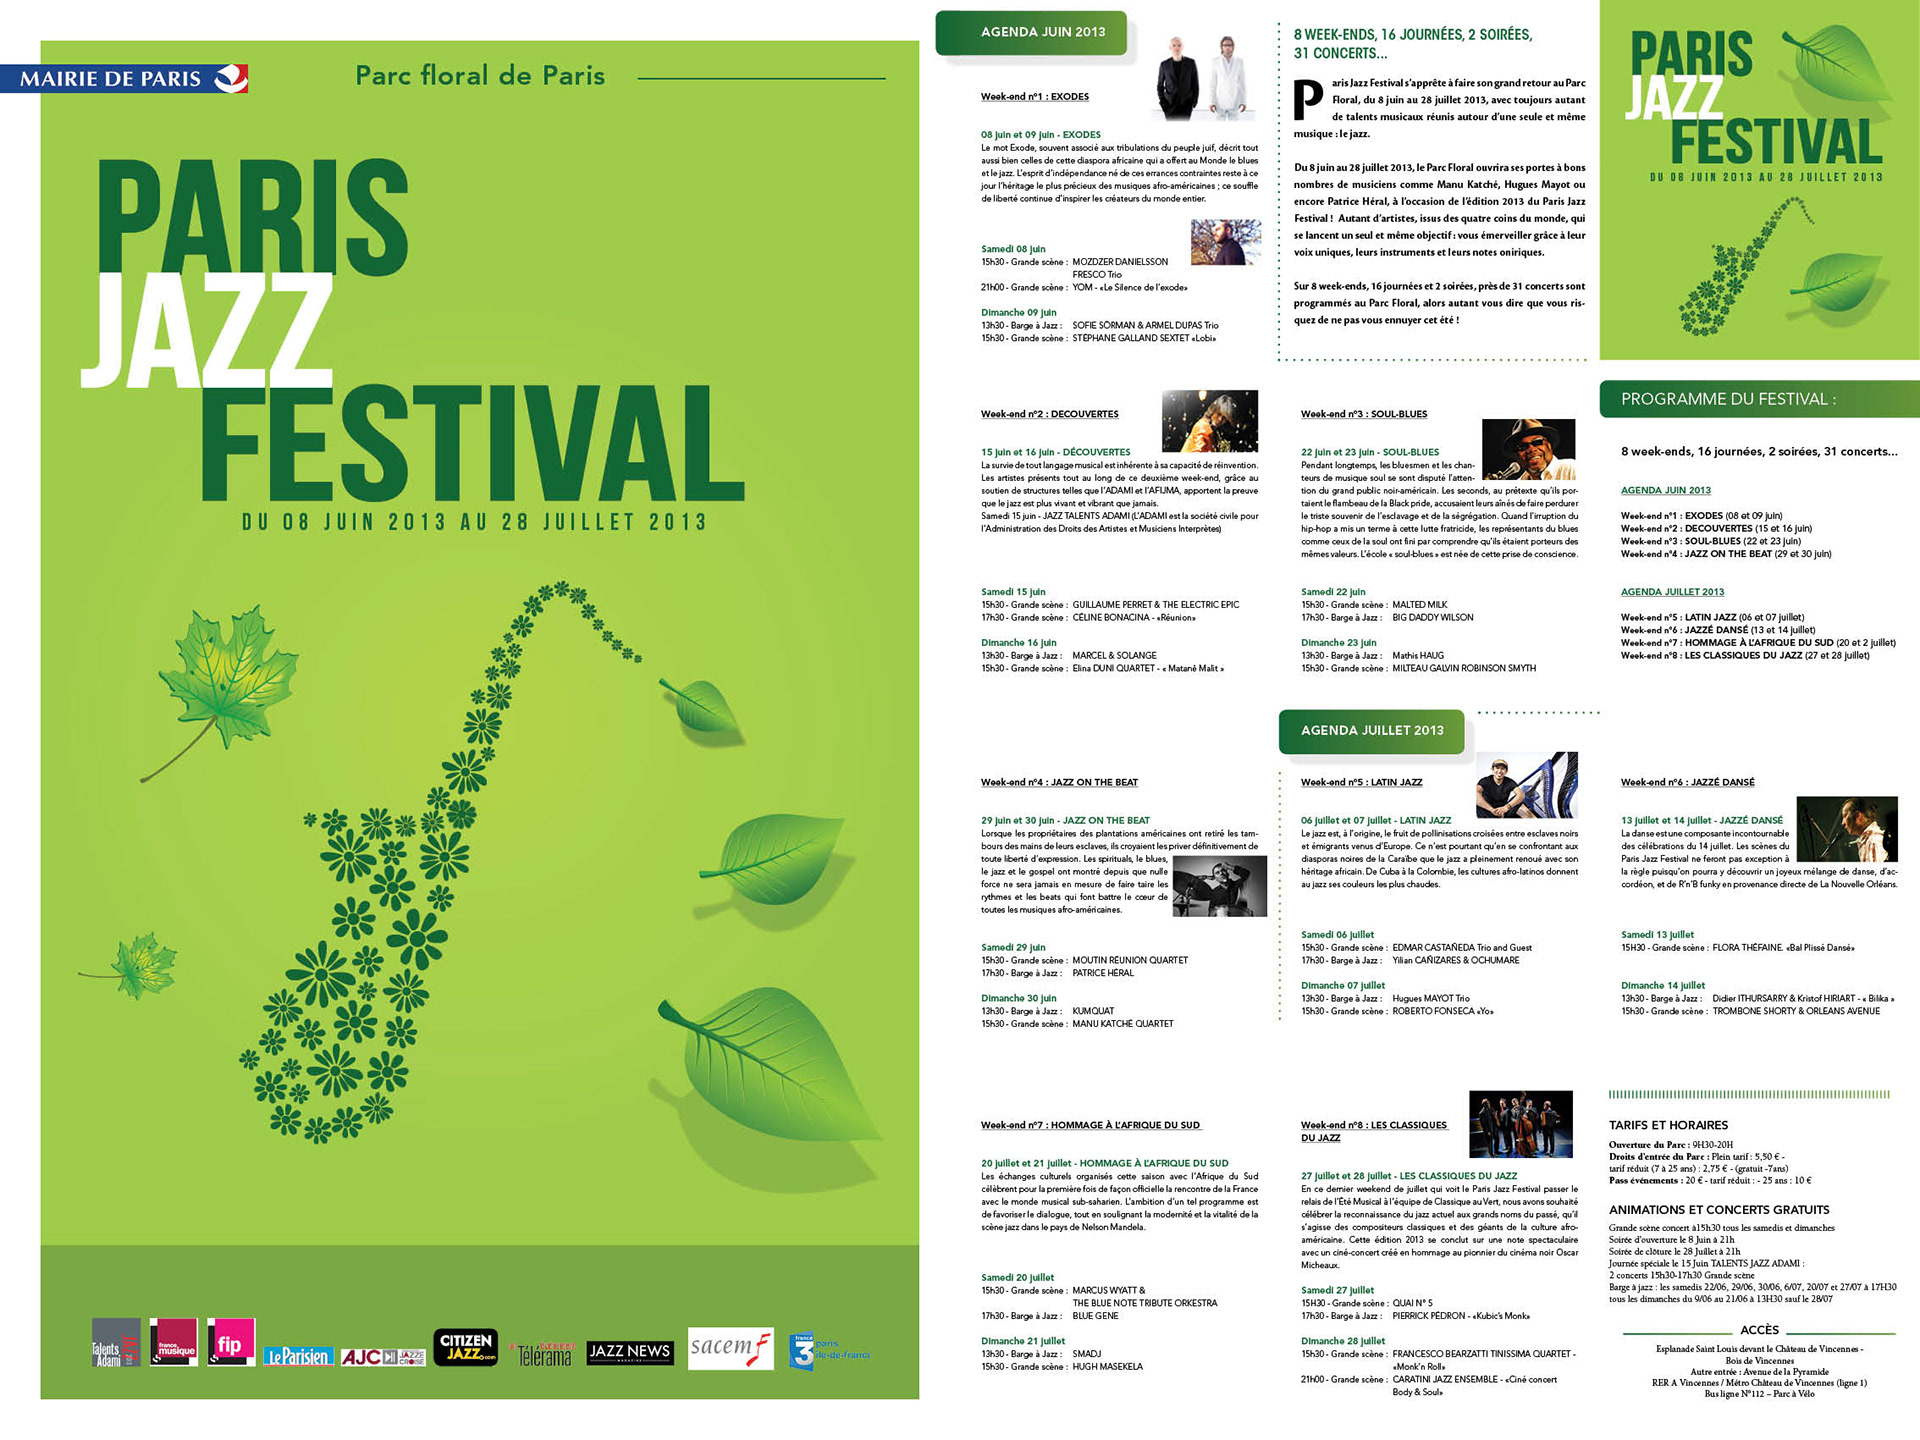 MAIRIE DE PARIS
Parc floral de Paris
PARIS
JAZZ
FESTIVAL
DU 08 JUIN 2013 AU 28 JUILLET 2013
Talents
Adami
france
musique
fip
Le Parisien
AJC
JAZZE
CROISE
CITIZEN
JAZZ.com
Télérama
JAZZ NEWS
MAGAZINE
sacem
france
3
paris
île-de-france
AGENDA JUIN 2013
Week-end n°1 : EXODES
08 juin et 09 juin - EXODES
Le mot Exode, souvent associé aux tribulations du peuple juif, décrit tout
aussi bien celles de cette diaspora africaine qui a offert au Monde le blues
et le jazz. L'esprit d'indépendance né de ces errances contraintes reste à ce
jour l'héritage le plus précieux des musiques afro-américaines ; ce souffle
de liberté continue d'inspirer les créateurs du monde entier.
Samedi 08 juin
15h30 - Grande scène : MOZDZER DANIELSSON
FRESCO Trio
21h00 - Grande scène : YOM - «Le Silence de l'exode»
Dimanche 09 juin
13h30 - Barge à Jazz : SOFIE SÖRMAN & ARMEL DUPAS Trio
15h30 - Grande scène : STÉPHANE GALLAND SEXTET «Lobi»
8 WEEK-ENDS, 16 JOURNÉES, 2 SOIRÉES,
31 CONCERTS...
Paris Jazz Festival s'apprête à faire son grand retour au Parc
Floral, du 8 juin au 28 juillet 2013, avec toujours autant
de talents musicaux réunis autour d'une seule et même
musique : le jazz.
Du 8 juin au 28 juillet 2013, le Parc Floral ouvrira ses portes à bons
nombres de musiciens comme Manu Katché, Hugues Mayot ou
encore Patrice Héral, à l'occasion de l'édition 2013 du Paris Jazz
Festival ! Autant d'artistes, issus des quatre coins du monde, qui
se lancent un seul et même objectif : vous émerveiller grâce à leur
voix uniques, leurs instruments et leurs notes oniriques.
Sur 8 week-ends, 16 journées et 2 soirées, près de 31 concerts sont
programmés au Parc Floral, alors autant vous dire que vous ris-
quez de ne pas vous ennuyer cet été !
PARIS
JAZZ
FESTIVAL
DU 08 JUIN 2013 AU 28 JUILLET 2013
Week-end n°2 : DECOUVERTES
15 juin et 16 juin - DÉCOUVERTES
La survie de tout langage musical est inhérente à sa capacité de réinvention.
Les artistes présents tout au long de ce deuxième week-end, grâce au
soutien de structures telles que l'ADAMI et l'AFIJMA, apportent la preuve
que le jazz est plus vivant et vibrant que jamais.
Samedi 15 juin - JAZZ TALENTS ADAMI (L'ADAMI est la société civile pour
l'Administration des Droits des Artistes et Musiciens Interprètes)
Samedi 15 juin
15h30 - Grande scène : GUILLAUME PERRET & THE ELECTRIC EPIC
17h30 - Grande scène : CÉLINE BONACINA - «Réunion»
Dimanche 16 juin
13h30 - Barge à Jazz : MARCEL & SOLANGE
15h30 - Grande scène : Elina DUNI QUARTET - « Matanë Malit »
Week-end n°3 : SOUL-BLUES
22 juin et 23 juin - SOUL-BLUES
Pendant longtemps, les bluesmen et les chan-
teurs de musique soul se sont disputé l'atten-
tion du grand public noir-américain. Les seconds, au prétexte qu'ils por-
taient le flambeau de la Black pride, accusaient leurs aînés de faire perdurer
le triste souvenir de l'esclavage et de la ségrégation. Quand l'irruption du
hip-hop a mis un terme à cette lutte fratricide, les représentants du blues
comme ceux de la soul ont fini par comprendre qu'ils étaient porteurs des
mêmes valeurs. L'école « soul-blues » est née de cette prise de conscience.
Samedi 22 juin
15h30 - Grande scène : MALTED MILK
17h30 - Barge à Jazz : BIG DADDY WILSON
Dimanche 23 juin
13h30 - Barge à Jazz : Mathis HAUG
15h30 - Grande scène : MILTEAU GALVIN ROBINSON SMYTH
PROGRAMME DU FESTIVAL :
8 week-ends, 16 journées, 2 soirées, 31 concerts...
AGENDA JUIN 2013
Week-end n°1 : EXODES (08 et 09 juin)
Week-end n°2 : DECOUVERTES (15 et 16 juin)
Week-end n°3 : SOUL-BLUES (22 et 23 juin)
Week-end n°4 : JAZZ ON THE BEAT (29 et 30 juin)
AGENDA JUILLET 2013
Week-end n°5 : LATIN JAZZ (06 et 07 juillet)
Week-end n°6 : JAZZÉ DANSÉ (13 et 14 juillet)
Week-end n°7 : HOMMAGE À L'AFRIQUE DU SUD (20 et 2 juillet)
Week-end n°8 : LES CLASSIQUES DU JAZZ (27 et 28 juillet)
Week-end n°4 : JAZZ ON THE BEAT
29 juin et 30 juin - JAZZ ON THE BEAT
Lorsque les propriétaires des plantations américaines ont retiré les tam-
bours des mains de leurs esclaves, ils croyaient les priver définitivement de
toute liberté d'expression. Les spirituals, le blues,
le jazz et le gospel ont montré depuis que nulle
force ne sera jamais en mesure de faire taire les
rythmes et les beats qui font battre le cœur de
toutes les musiques afro-américaines.
Samedi 29 juin
15h30 - Grande scène : MOUTIN RÉUNION QUARTET
17h30 - Barge à Jazz : PATRICE HÉRAL
Dimanche 30 juin
13h30 - Barge à Jazz : KUMQUAT
15h30 - Grande scène : MANU KATCHÉ QUARTET
AGENDA JUILLET 2013
Week-end n°5 : LATIN JAZZ
06 juillet et 07 juillet - LATIN JAZZ
Le jazz est, à l'origine, le fruit de pollinisations croisées entre esclaves noirs
et émigrants venus d'Europe. Ce n'est pourtant qu'en se confrontant aux
diasporas noires de la Caraïbe que le jazz a pleinement renoué avec son
héritage africain. De Cuba à la Colombie, les cultures afro-latinos donnent
au jazz ses couleurs les plus chaudes.
Samedi 06 juillet
15h30 - Grande scène : EDMAR CASTAÑEDA Trio and Guest
17h30 - Barge à Jazz : Yilian CAÑIZARES & OCHUMARE
Dimanche 07 juillet
13h30 - Barge à Jazz : Hugues MAYOT Trio
15h30 - Grande scène : ROBERTO FONSECA «Yo»
Week-end n°6 : JAZZÉ DANSÉ
13 juillet et 14 juillet - JAZZÉ DANSÉ
La danse est une composante incontournable
des célébrations du 14 juillet. Les scènes du
Paris Jazz Festival ne feront pas exception à
la règle puisqu'on pourra y découvrir un joyeux mélange de danse, d'ac-
cordéon, et de R'n'B funky en provenance directe de La Nouvelle Orléans.
Samedi 13 juillet
15H30 - Grande scène : FLORA THÉFAINE. «Bal Plissé Dansé»
Dimanche 14 juillet
13h30 - Barge à Jazz : Didier ITHURSARRY & Kristof HIRIART - « Bilika »
15h30 - Grande scène : TROMBONE SHORTY & ORLEANS AVENUE
Week-end n°7 : HOMMAGE À L'AFRIQUE DU SUD
20 juillet et 21 juillet - HOMMAGE À L'AFRIQUE DU SUD
Les échanges culturels organisés cette saison avec l'Afrique du Sud
célèbrent pour la première fois de façon officielle la rencontre de la France
avec le monde musical sub-saharien. L'ambition d'un tel programme est
de favoriser le dialogue, tout en soulignant la modernité et la vitalité de la
scène jazz dans le pays de Nelson Mandela.
Samedi 20 juillet
15h30 - Grande scène : MARCUS WYATT &
THE BLUE NOTE TRIBUTE ORKESTRA
17h30 - Barge à Jazz : BLUE GENE
Dimanche 21 juillet
13h30 - Barge à Jazz : SMADJ
15h30 - Grande scène : HUGH MASEKELA
Week-end n°8 : LES CLASSIQUES
DU JAZZ
27 juillet et 28 juillet - LES CLASSIQUES DU JAZZ
En ce dernier weekend de juillet qui voit le Paris Jazz Festival passer le
relais de l'Été Musical à l'équipe de Classique au Vert, nous avons souhaité
célébrer la reconnaissance du jazz actuel aux grands noms du passé, qu'il
s'agisse des compositeurs classiques et des géants de la culture afro-
américaine. Cette édition 2013 se conclut sur une note spectaculaire
avec un ciné-concert créé en hommage au pionnier du cinéma noir Oscar
Micheaux.
Samedi 27 juillet
15H30 - Grande scène : QUAI N° 5
17h30 - Barge à Jazz : PIERRICK PÉDRON - «Kubic's Monk»
Dimanche 28 juillet
15h30 - Grande scène : FRANCESCO BEARZATTI TINISSIMA QUARTET -
«Monk'n Roll»
21h00 - Grande scène : CARATINI JAZZ ENSEMBLE - «Ciné concert
Body & Soul»
TARIFS ET HORAIRES
Ouverture du Parc : 9H30-20H
Droits d'entrée du Parc : Plein tarif : 5,50 € -
tarif réduit (7 à 25 ans) : 2,75 € - (gratuit -7ans)
Pass événements : 20 € - tarif réduit : - 25 ans : 10 €
ANIMATIONS ET CONCERTS GRATUITS
Grande scène concert à15h30 tous les samedis et dimanches
Soirée d'ouverture le 8 Juin à 21h
Soirée de clôture le 28 Juillet à 21h
Journée spéciale le 15 Juin TALENTS JAZZ ADAMI :
2 concerts 15h30-17h30 Grande scène
Barge à jazz : les samedis 22/06, 29/06, 30/06, 6/07, 20/07 et 27/07 à 17H30
tous les dimanches du 9/06 au 21/06 à 13H30 sauf le 28/07
ACCÈS
Esplanade Saint Louis devant le Château de Vincennes -
Bois de Vincennes
Autre entrée : Avenue de la Pyramide
RER A Vincennes / Métro Château de Vincennes (ligne 1)
Bus ligne N°112 – Parc à Vélo